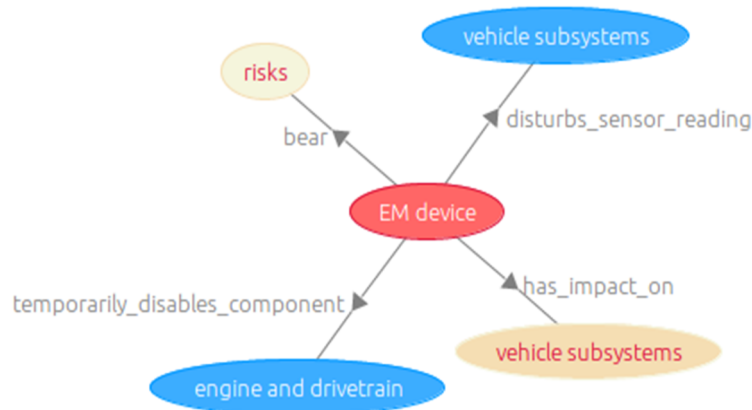 vehicle subsystems
risks
disturbs_sensor_reading
bear
EM device
has_impact_on
temporarily_disables_component
vehicle subsystems
engine and drivetrain